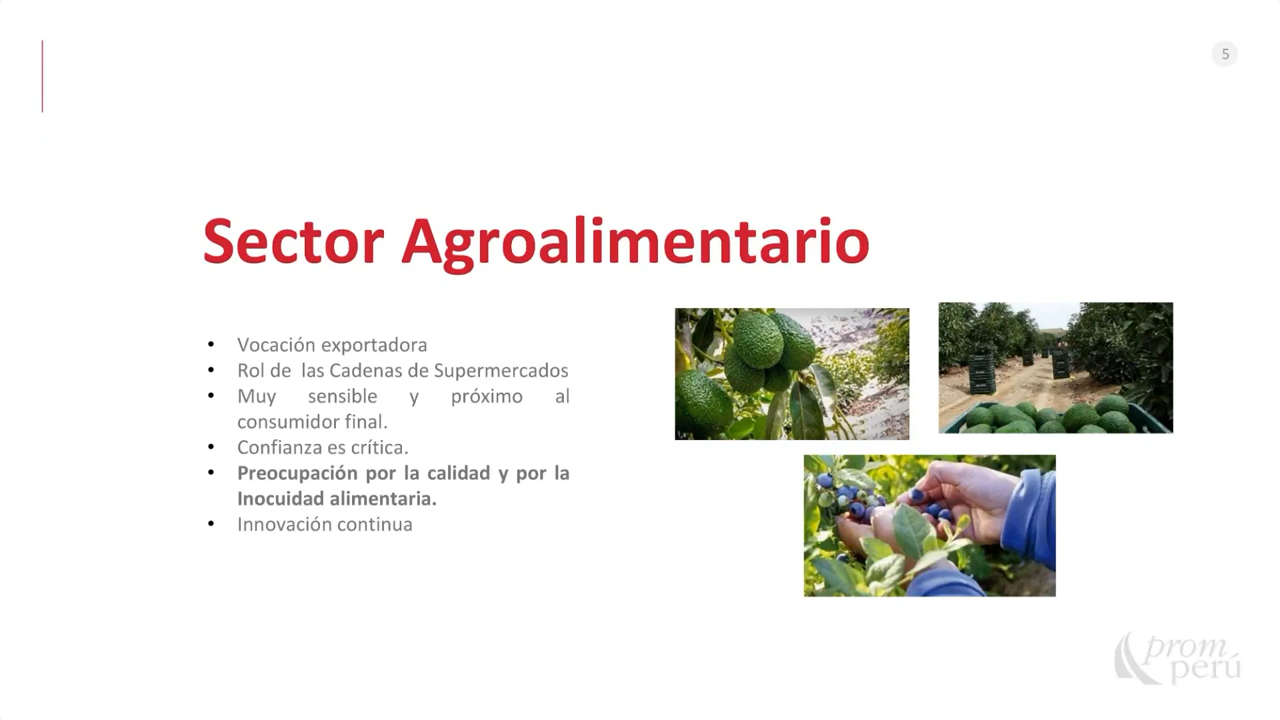 5
Sector Agroalimentario
• Vocación exportadora
• Rol de las Cadenas de Supermercados
• Muy sensible y próximo al
consumidor final.
• Confianza es crítica.
• Preocupación por la calidad y por la
Inocuidad alimentaria.
• Innovación continua
prom
perú